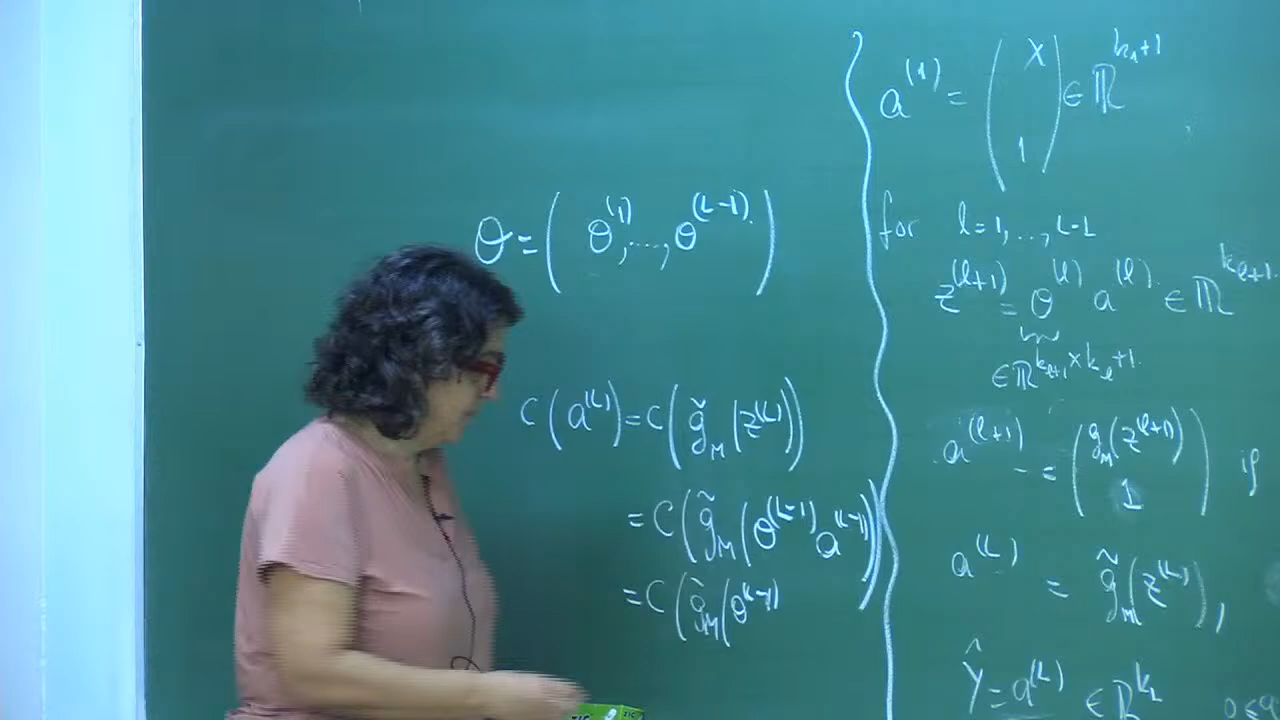 Θ = ( θ^(1), ..., θ^(L-1) )
C ( a^(L) ) = C ( g̃_M ( z^(L) ) )
= C ( g̃_M ( θ^(L-1) a^(L-1) ) )
= C ( g̃_M ( θ^(L-1)
a^(1) = ( X 1 ) ∈ ℝ^{k_1+1}
for l=1, ..., L-1
z^(l+1) = θ^(l) a^(l) ∈ ℝ^{k_{l+1}}
∈ ℝ^{k_{l+1} × k_l+1}
a^(l+1) = ( g_M(z^(l+1)) 1 ) if
a^(L) = g̃_M ( z^(L) ),
Ŷ = a^(L) ∈ ℝ^{k_L}